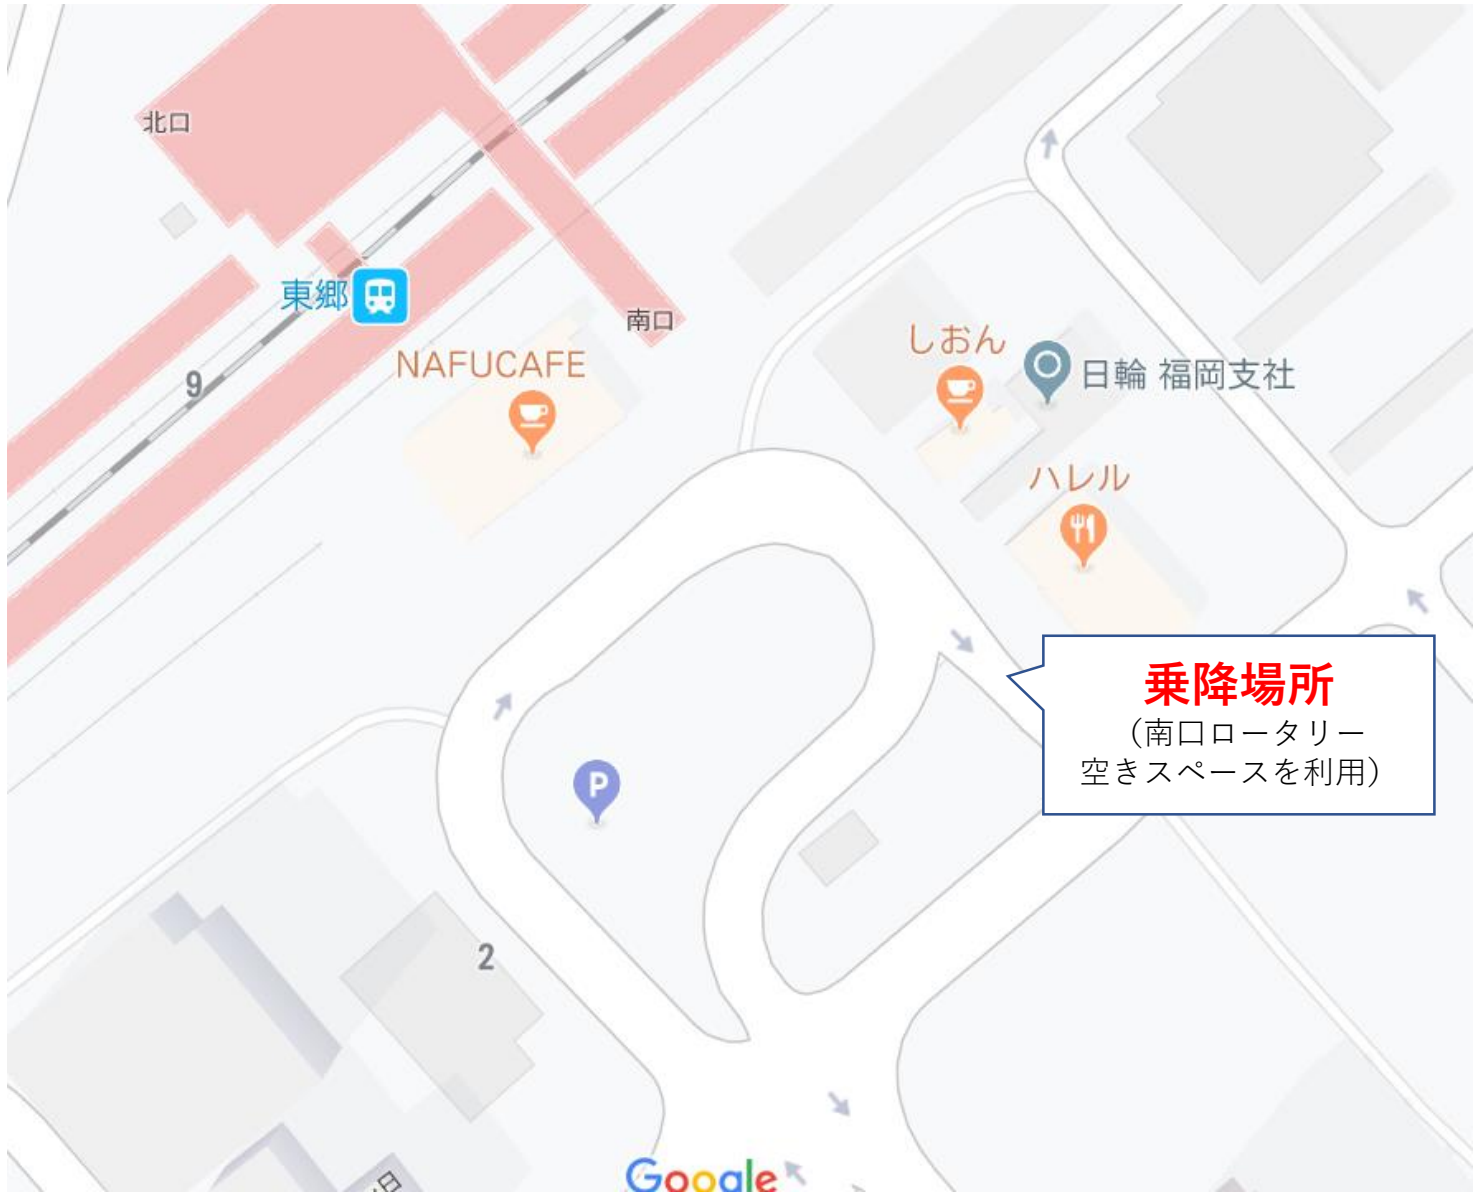 北口
東郷
南口
NAFUCAFE
9
しおん
日輪 福岡支社
ハレル
乗降場所
（南口ロータリー
空きスペースを利用）
P
2
Google